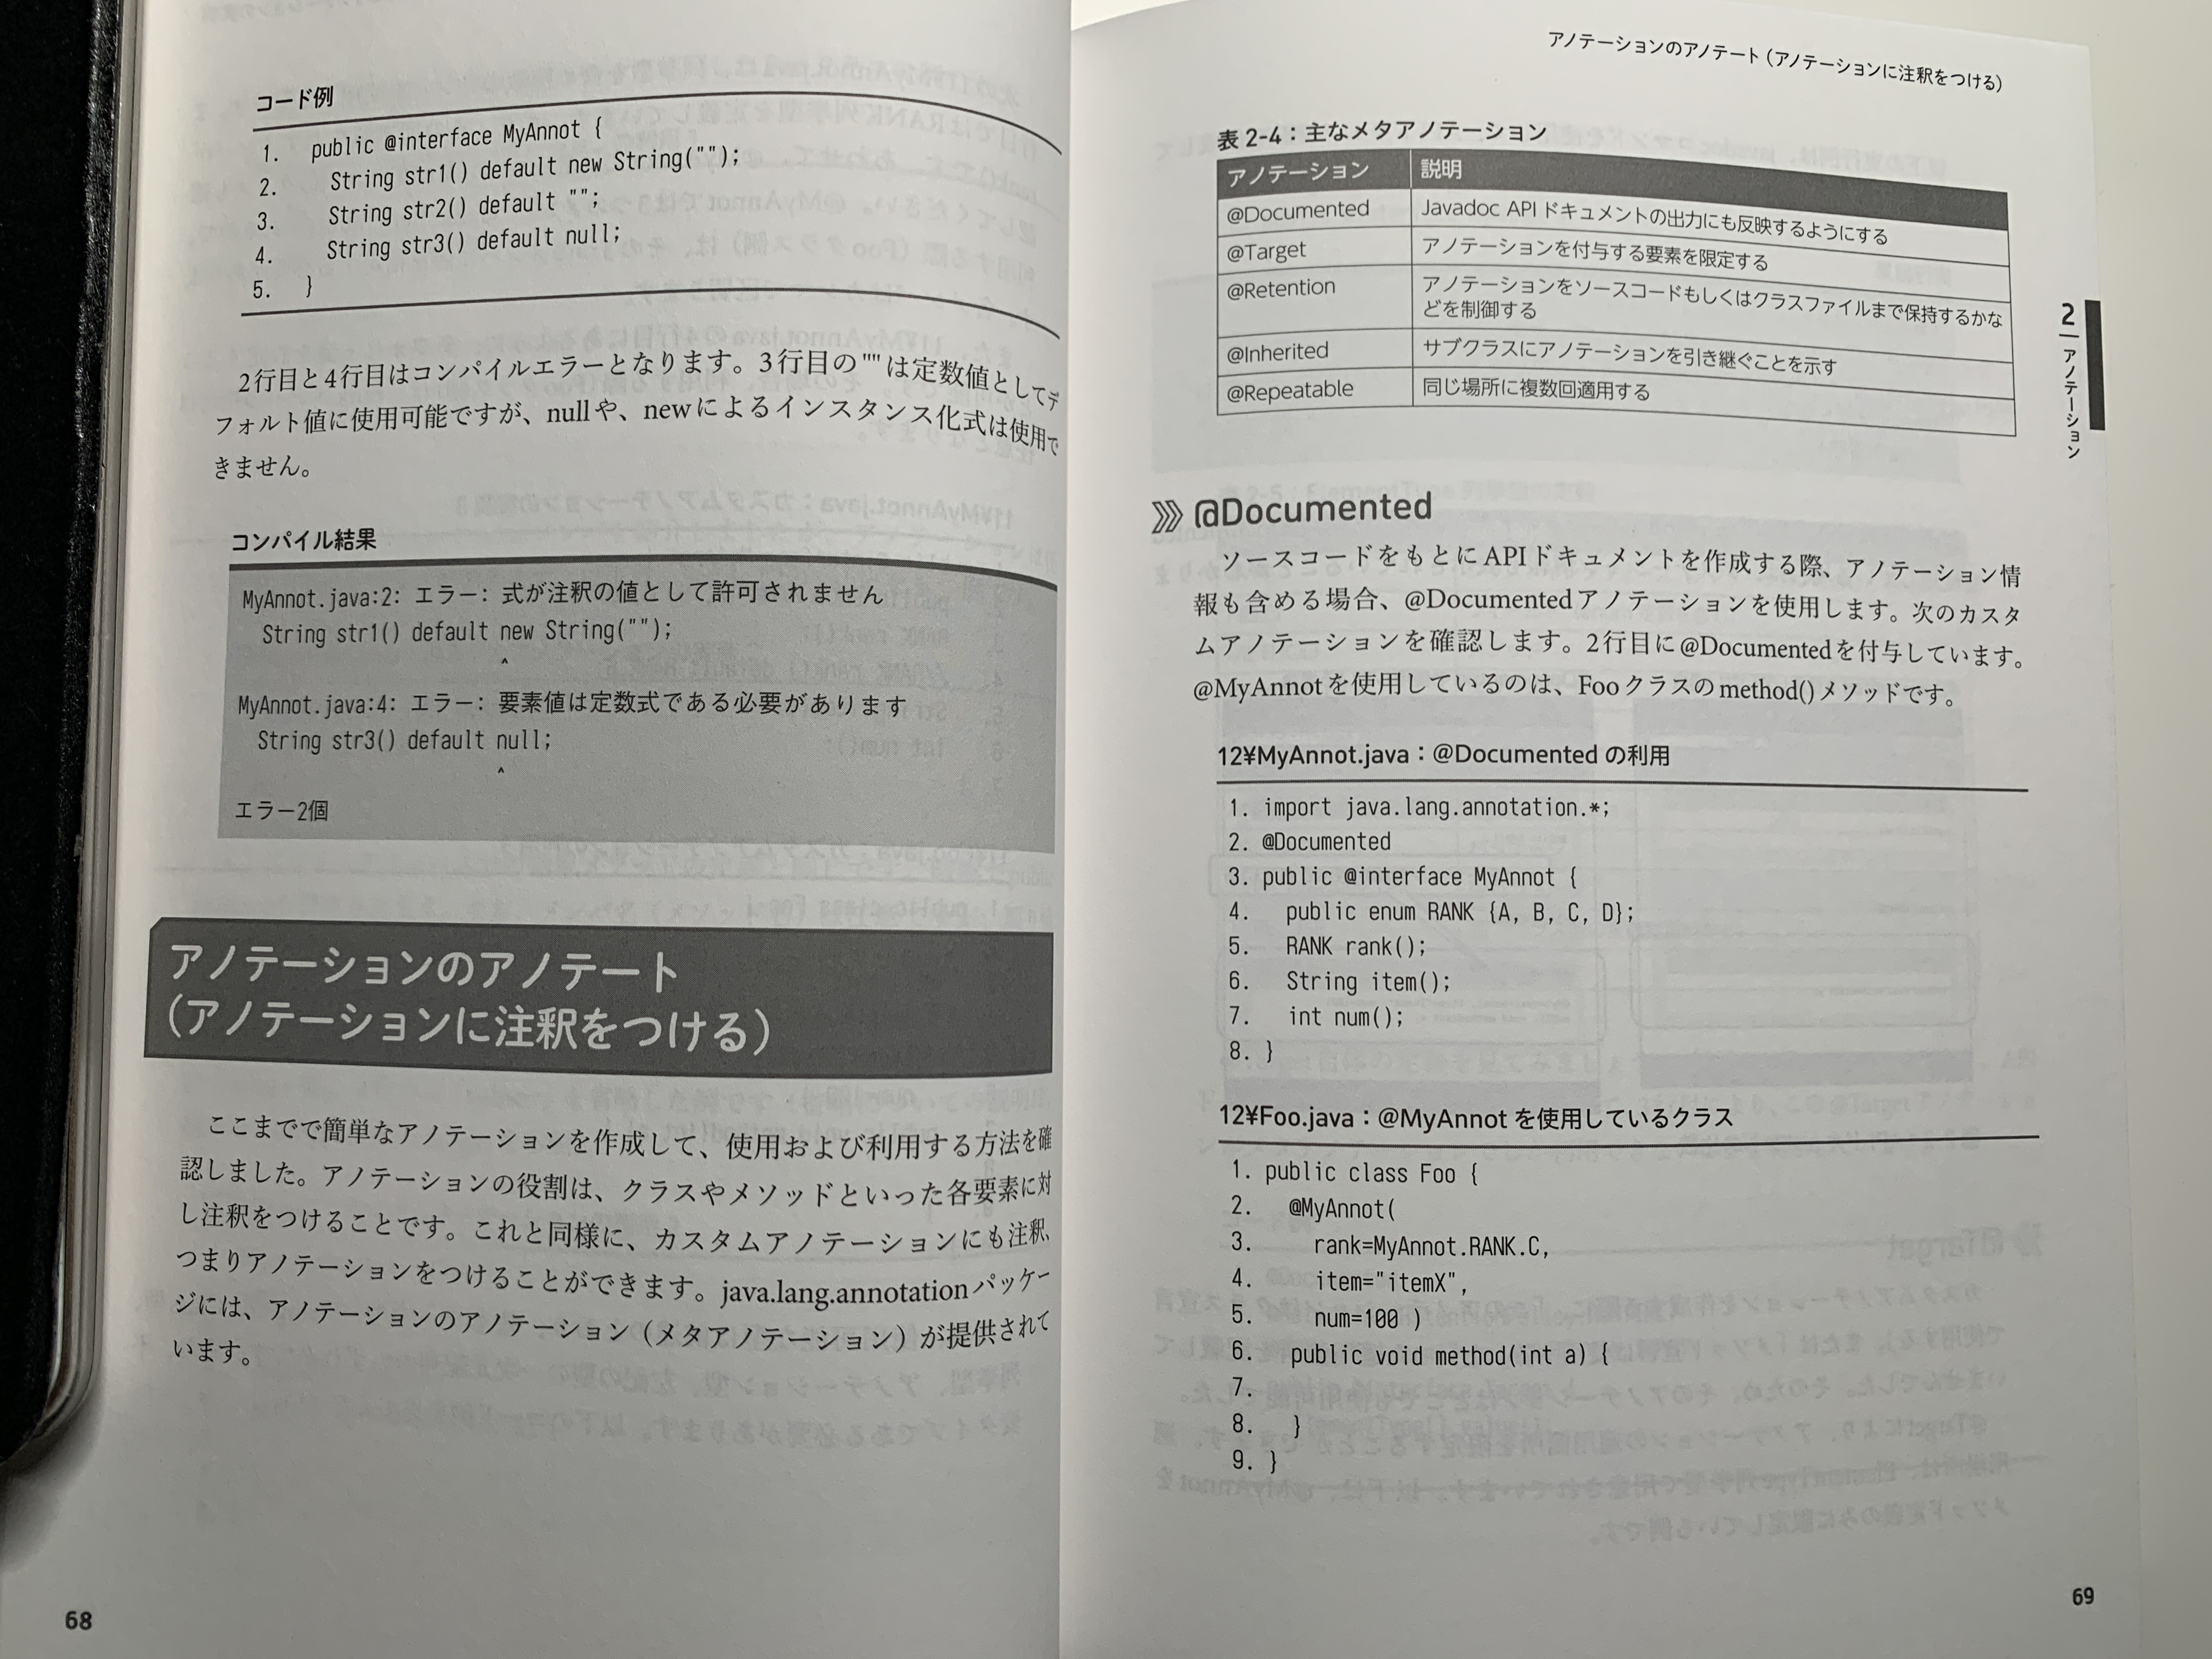 コード例
1. public @interface MyAnnot {
2. String str1() default new String("");
3. String str2() default "";
4. String str3() default null;
5. }
2行目と4行目はコンパイルエラーとなります。3行目の""は定数値としてデ
フォルト値に使用可能ですが、nullや、newによるインスタンス化式は使用で
きません。
コンパイル結果
MyAnnot.java:2: エラー: 式が注釈の値として許可されません
String str1() default new String("");
^
MyAnnot.java:4: エラー: 要素値は定数式である必要があります
String str3() default null;
^
エラー2個
アノテーションのアノテート
(アノテーションに注釈をつける)
ここまでで簡単なアノテーションを作成して、使用および利用する方法を確
認しました。アノテーションの役割は、クラスやメソッドといった各要素に対
し注釈をつけることです。これと同様に、カスタムアノテーションにも注釈、
つまりアノテーションをつけることができます。java.lang.annotationパッケー
ジには、アノテーションのアノテーション(メタアノテーション)が提供されて
います。
68
アノテーションのアノテート(アノテーションに注釈をつける)
表 2-4:主なメタアノテーション
アノテーション 説明
@Documented Javadoc API ドキュメントの出力にも反映するようにする
@Target アノテーションを付与する要素を限定する
@Retention アノテーションをソースコードもしくはクラスファイルまで保持するかな
どを制御する
@Inherited サブクラスにアノテーションを引き継ぐことを示す
@Repeatable 同じ場所に複数回適用する
2 アノテーション
@Documented
ソースコードをもとにAPIドキュメントを作成する際、アノテーション情
報も含める場合、@Documentedアノテーションを使用します。次のカスタ
ムアノテーションを確認します。2行目に@Documentedを付与しています。
@MyAnnotを使用しているのは、Fooクラスのmethod()メソッドです。
12¥MyAnnot.java:@Documented の利用
1. import java.lang.annotation.*;
2. @Documented
3. public @interface MyAnnot {
4. public enum RANK {A, B, C, D};
5. RANK rank();
6. String item();
7. int num();
8. }
12¥Foo.java:@MyAnnot を使用しているクラス
1. public class Foo {
2. @MyAnnot(
3. rank=MyAnnot.RANK.C,
4. item="itemX",
5. num=100 )
6. public void method(int a) {
7.
8. }
9. }
69